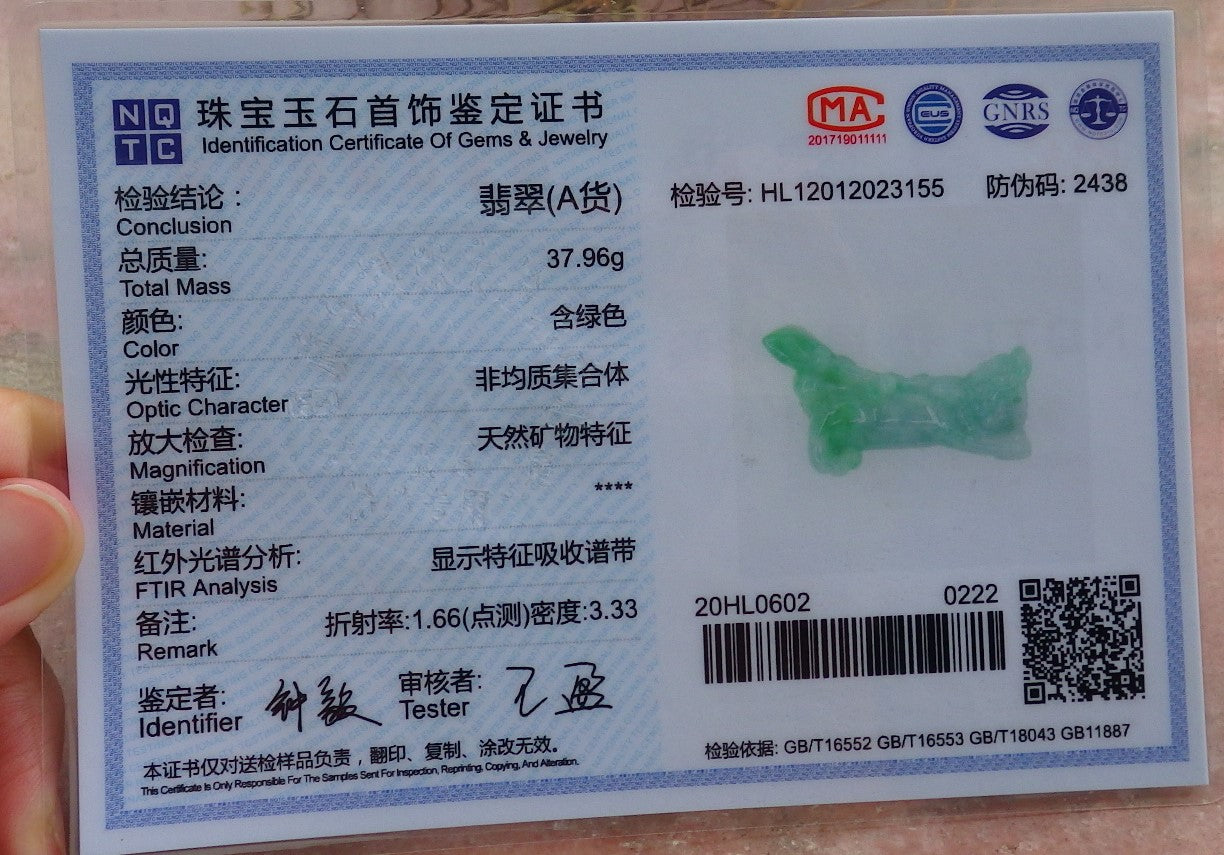 NQTC
珠宝玉石首饰鉴定证书
Identification Certificate Of Gems & Jewelry
检验结论: 翡翠(A货)
Conclusion
总质量: 37.96g
Total Mass
颜色: 含绿色
Color
光性特征: 非均质集合体
Optic Character
放大检查: 天然矿物特征
Magnification
镶嵌材料: ****
Material
红外光谱分析: 显示特征吸收谱带
FTIR Analysis
备注: 折射率:1.66(点测)密度:3.33
Remark
鉴定者:
Identifier
审核者:
Tester
本证书仅对送检样品负责，翻印、复制、涂改无效。
This Certificate Is Only Responsible For The Samples Sent For Inspection, Reprinting, Copying, And Alteration.
MA
201719011111
GNRS
检验号: HL12012023155 防伪码: 2438
20HL0602 0222
检验依据: GB/T16552 GB/T16553 GB/T18043 GB11887